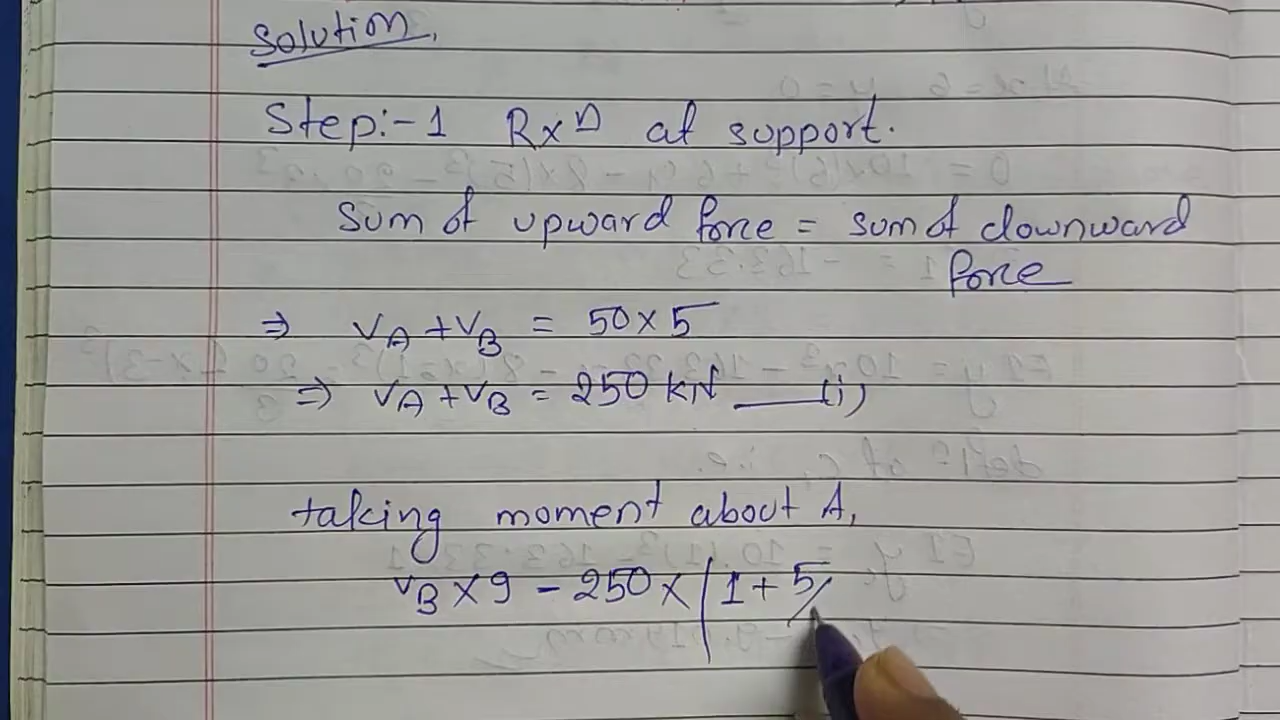 Solution,
Step:-1 Rxn at support.
Sum of upward force = sum of downward
force
⇒ VA + VB = 50 × 5
⇒ VA + VB = 250 kN ——(i)
taking moment about A,
VB × 9 - 250 × (1 + 5/